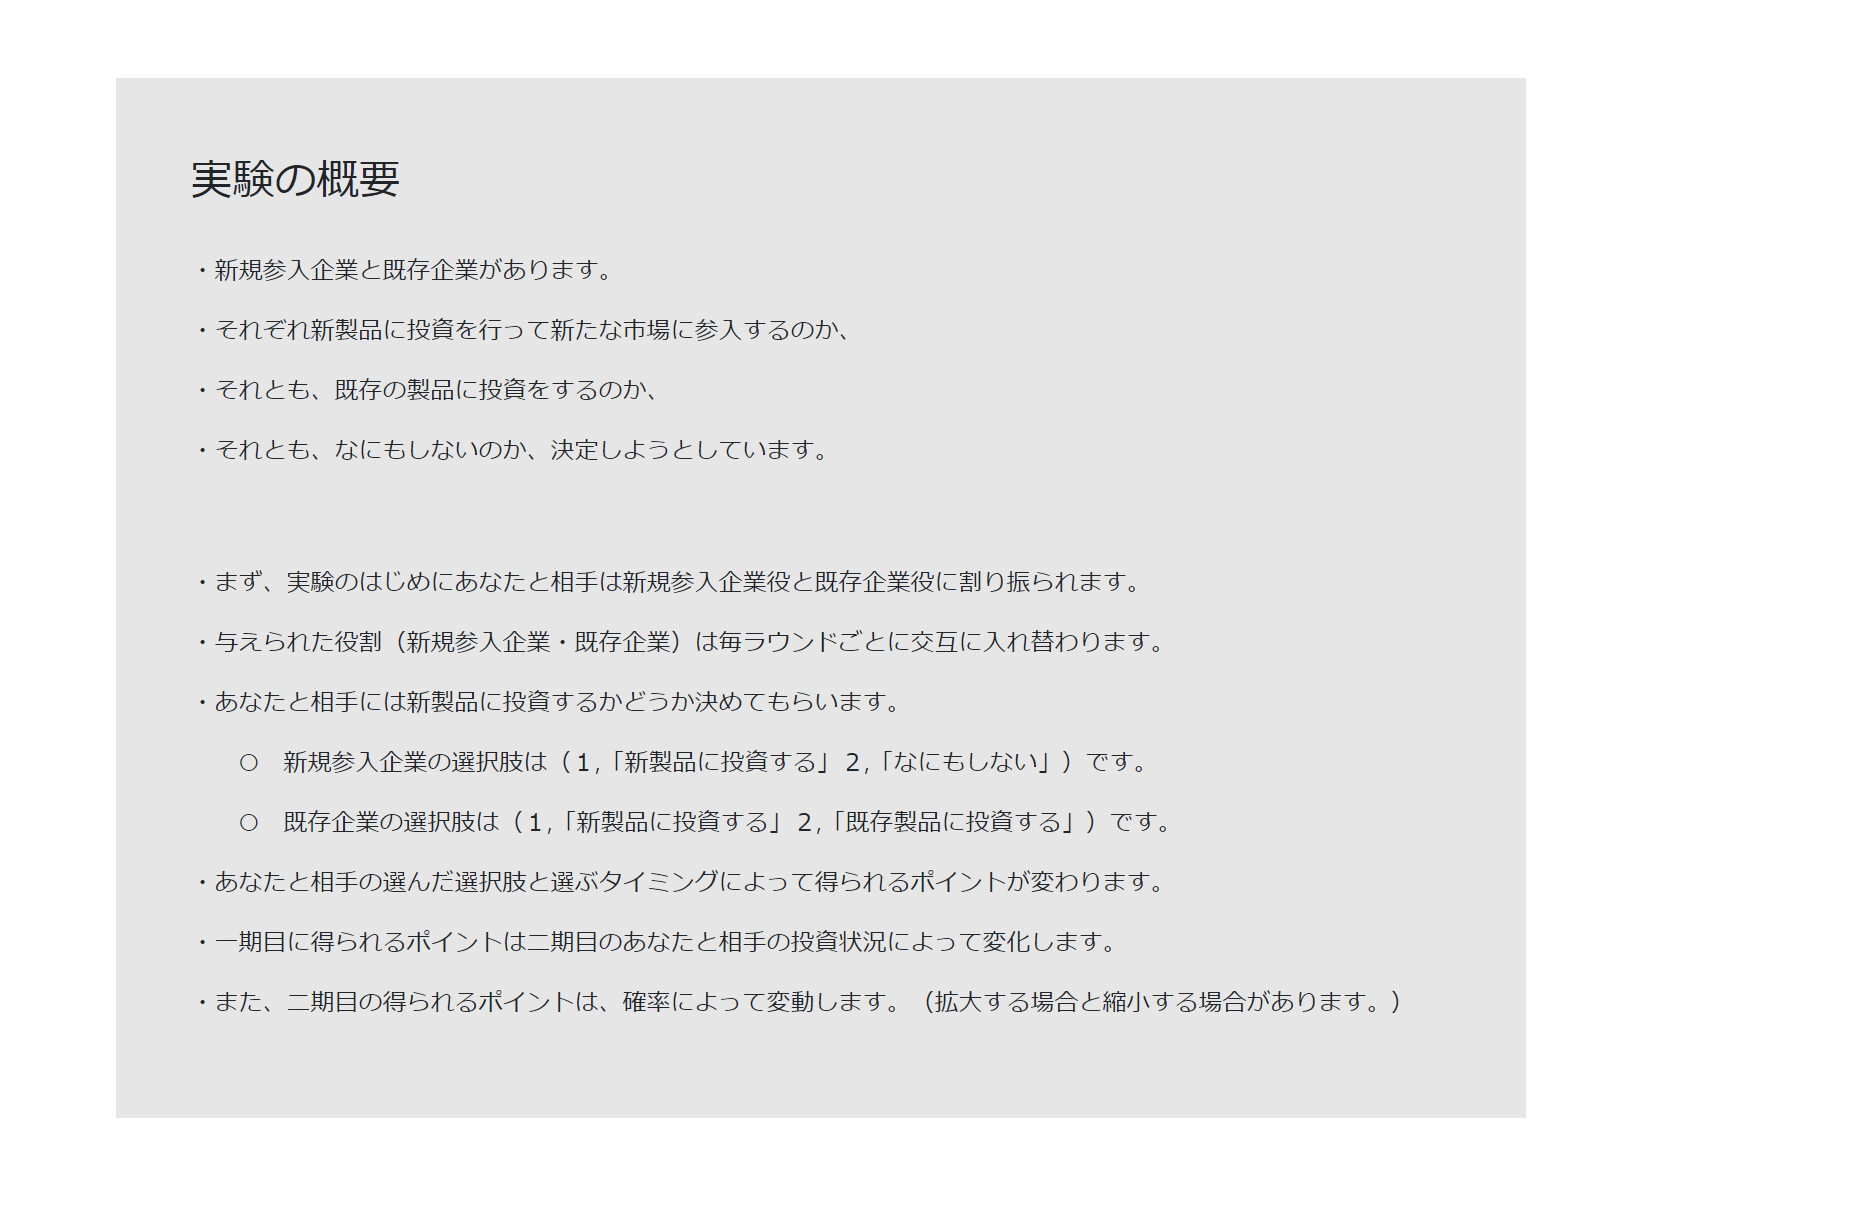 実験の概要
・新規参入企業と既存企業があります。
・それぞれ新製品に投資を行って新たな市場に参入するのか、
・それとも、既存の製品に投資をするのか、
・それとも、なにもしないのか、決定しようとしています。
・まず、実験のはじめにあなたと相手は新規参入企業役と既存企業役に割り振られます。
・与えられた役割（新規参入企業・既存企業）は毎ラウンドごとに交互に入れ替わります。
・あなたと相手には新製品に投資するかどうか決めてもらいます。
○　新規参入企業の選択肢は（１,「新製品に投資する」２,「なにもしない」）です。
○　既存企業の選択肢は（１,「新製品に投資する」２,「既存製品に投資する」）です。
・あなたと相手の選んだ選択肢と選ぶタイミングによって得られるポイントが変わります。
・一期目に得られるポイントは二期目のあなたと相手の投資状況によって変化します。
・また、二期目の得られるポイントは、確率によって変動します。（拡大する場合と縮小する場合があります。）